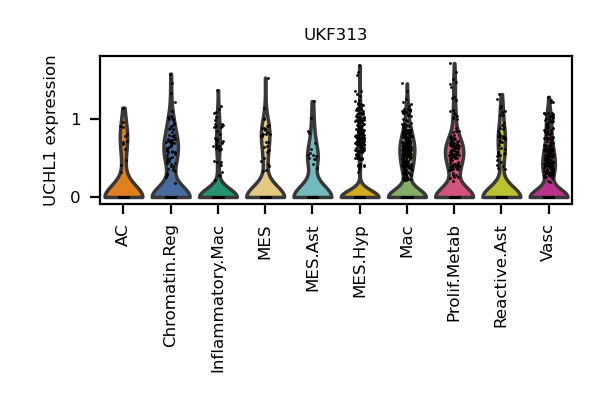 UKF313
UCHL1 expression
1
0
AC
Chromatin.Reg
Inflammatory.Mac
MES
MES.Ast
MES.Hyp
Mac
Prolif.Metab
Reactive.Ast
Vasc